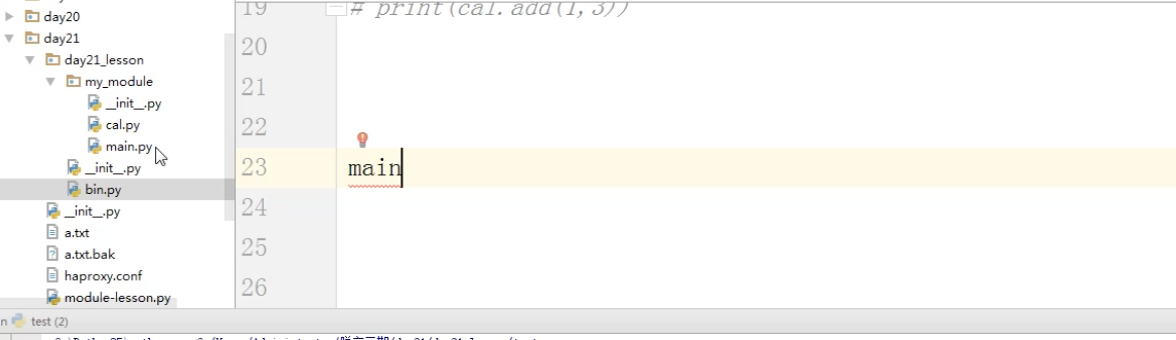 day20
day21
day21_lesson
my_module
__init__.py
cal.py
main.py
__init__.py
bin.py
__init__.py
a.txt
a.txt.bak
haproxy.conf
module-lesson.py
19 # print(cal.add(1,3))
20
21
22
23 main
24
25
26
n test (2)